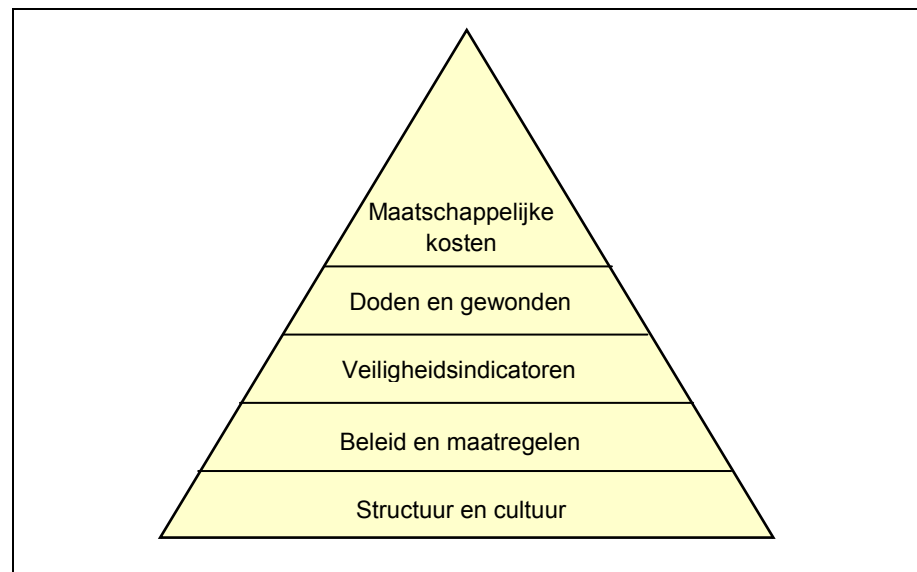 Maatschappelijke
kosten
Doden en gewonden
Veiligheidsindicatoren
Beleid en maatregelen
Structuur en cultuur